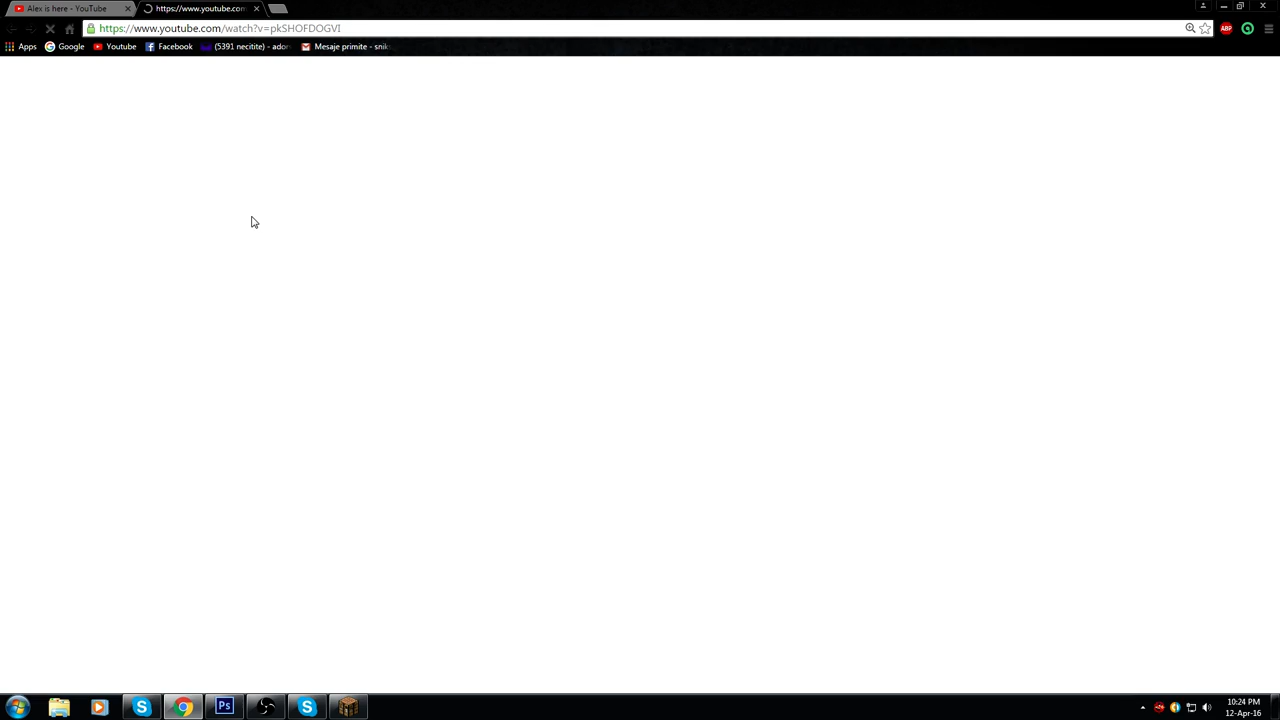 Alex is here - YouTube
https://www.youtube.com
https://www.youtube.com/watch?v=pkSHOFDOGVI
ABP
Apps Google Youtube Facebook (5391 necitite) - ador Mesaje primite - snik
S Ps S
10:24 PM
12-Apr-16